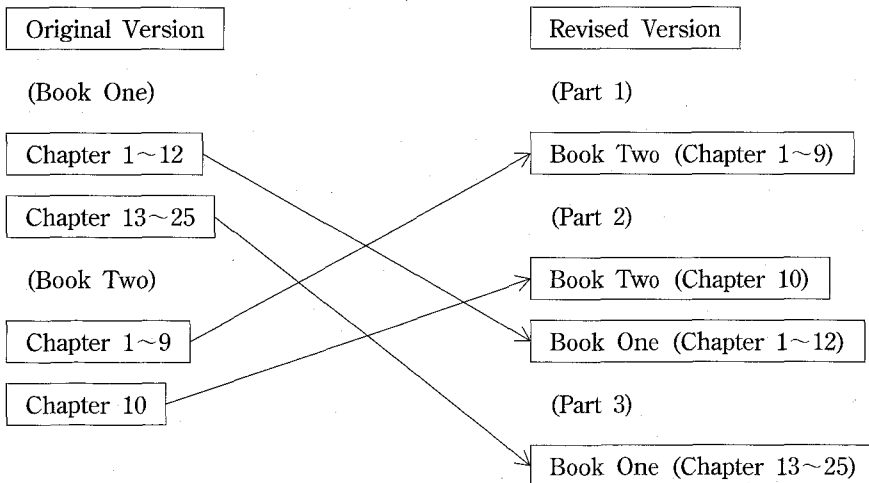 Original Version
(Book One)
Chapter 1~12
Chapter 13~25
(Book Two)
Chapter 1~9
Chapter 10
Revised Version
(Part 1)
Book Two (Chapter 1~9)
(Part 2)
Book Two (Chapter 10)
Book One (Chapter 1~12)
(Part 3)
Book One (Chapter 13~25)